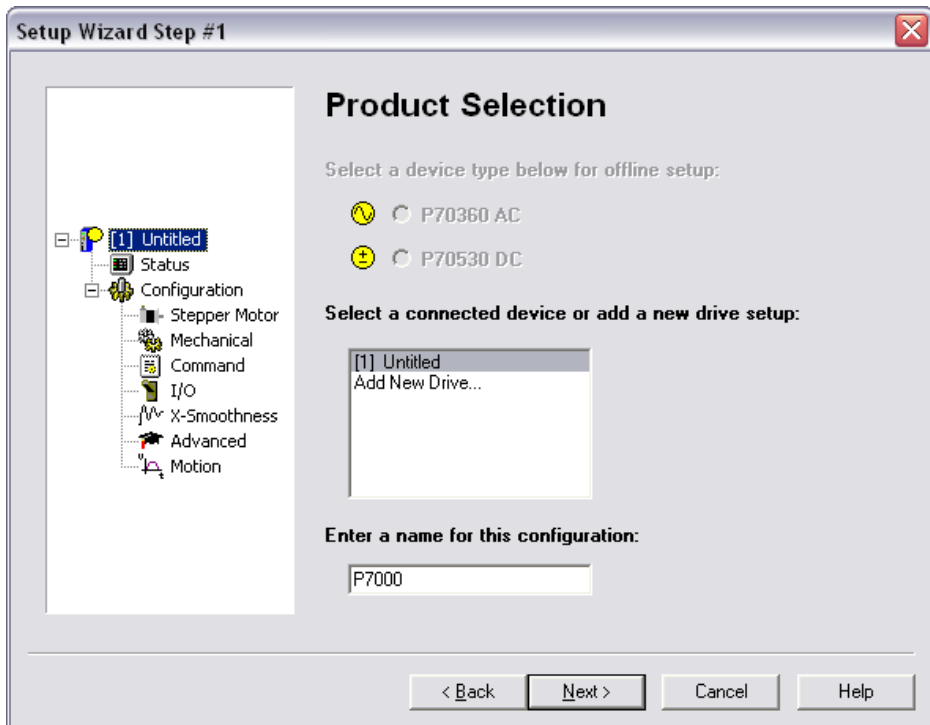 Setup Wizard Step #1
[1] Untitled
Status
Configuration
Stepper Motor
Mechanical
Command
I/O
X-Smoothness
Advanced
Motion
Product Selection
Select a device type below for offline setup:
P70360 AC
P70530 DC
Select a connected device or add a new drive setup:
[1] Untitled
Add New Drive...
Enter a name for this configuration:
P7000
< Back
Next >
Cancel
Help